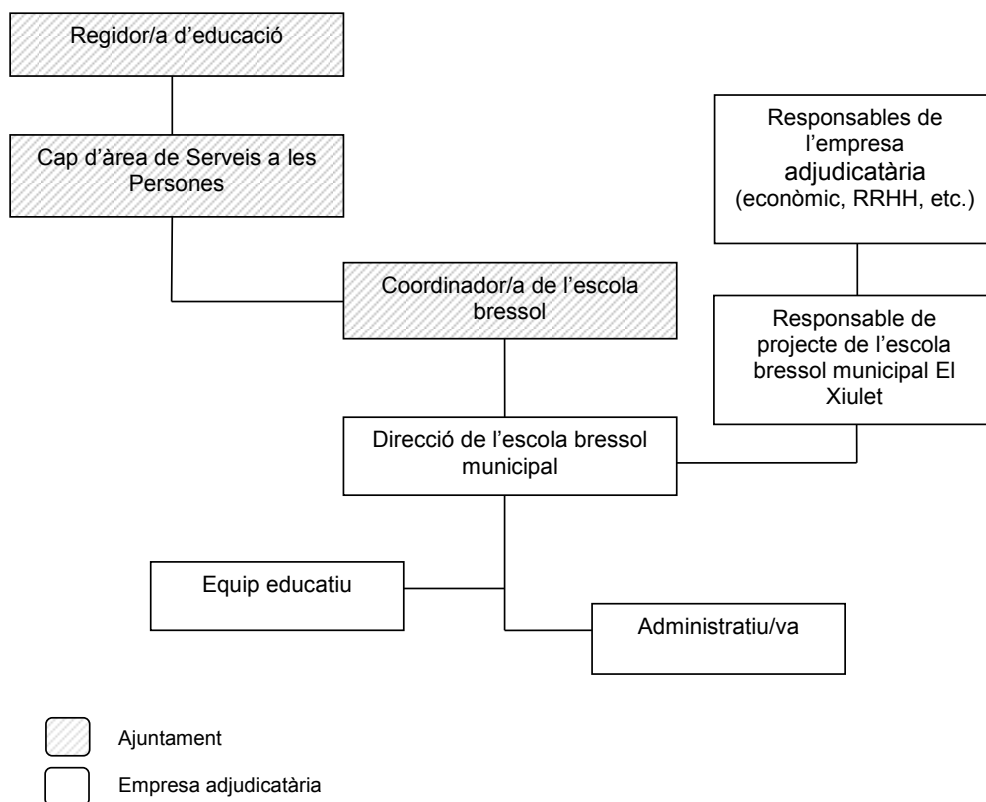 Regidor/a d’educació
Cap d’àrea de Serveis a les
Persones
Responsables de
l’empresa
adjudicatària
(econòmic, RRHH, etc.)
Coordinador/a de l’escola
bressol
Responsable de
projecte de l’escola
bressol municipal El
Xiulet
Direcció de l’escola bressol
municipal
Equip educatiu
Administratiu/va
Ajuntament
Empresa adjudicatària